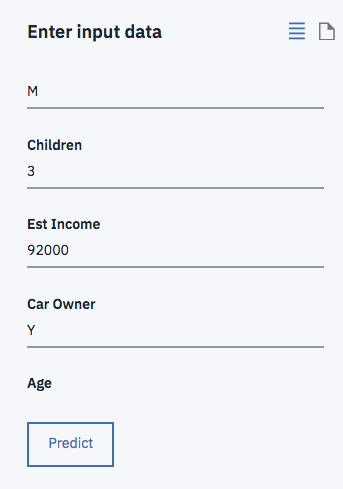 Enter input data
M
Children
3
Est Income
92000
Car Owner
Y
Age
Predict